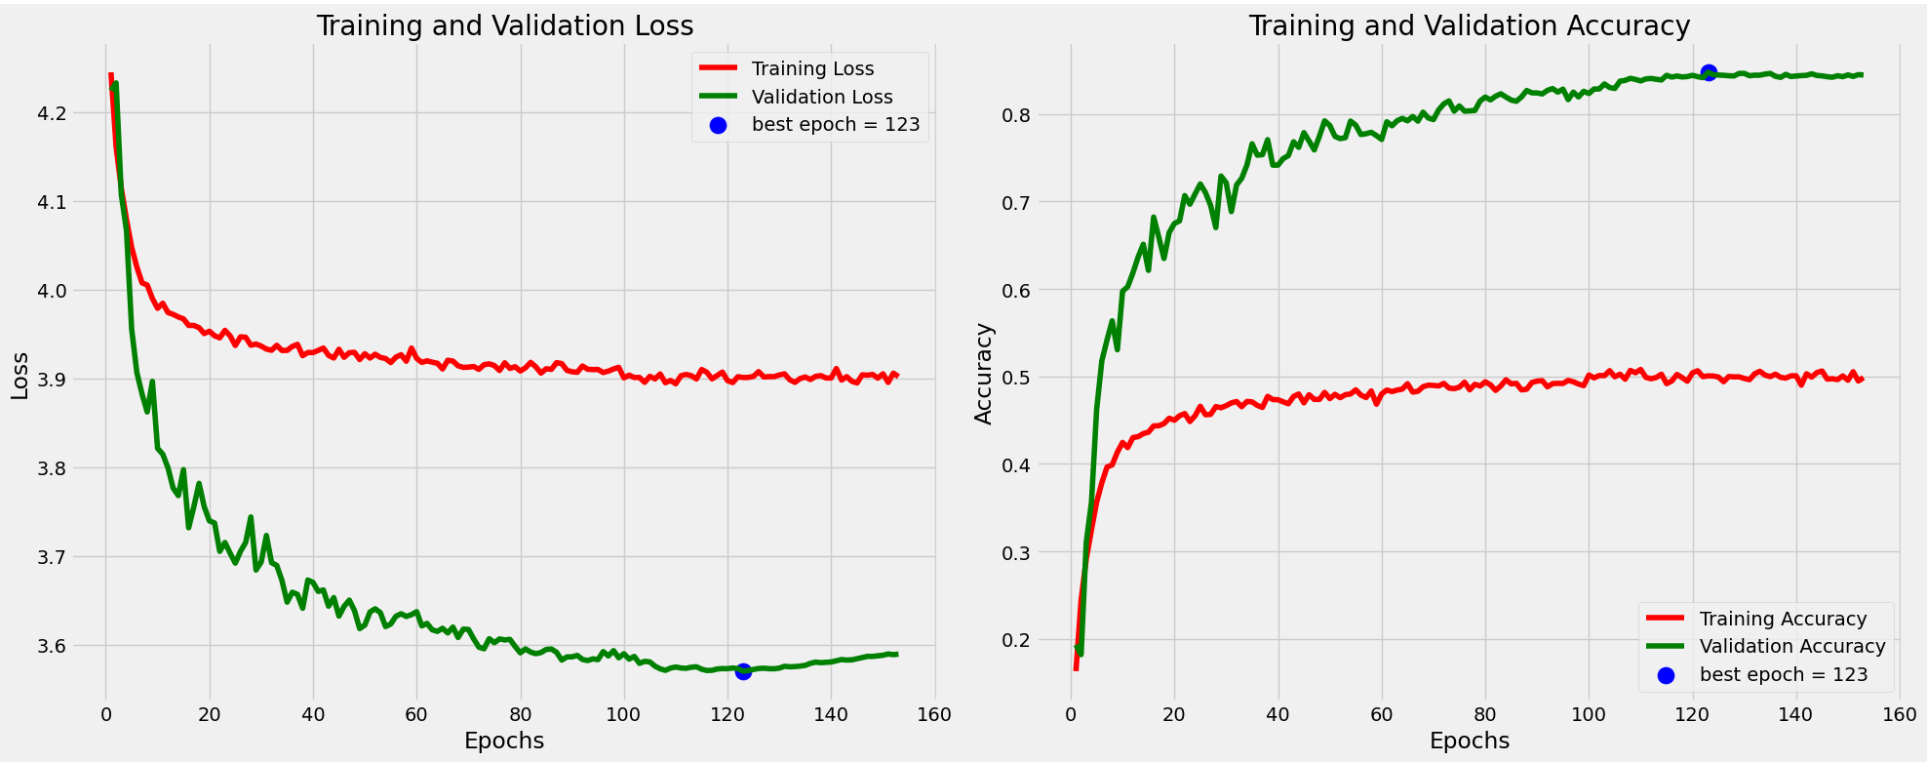 Training and Validation Loss
Training Loss
Validation Loss
best epoch = 123
4.2
4.1
4.0
3.9
3.8
3.7
3.6
Loss
0 20 40 60 80 100 120 140 160
Epochs
Training and Validation Accuracy
0.8
0.7
0.6
0.5
0.4
0.3
0.2
Accuracy
Training Accuracy
Validation Accuracy
best epoch = 123
0 20 40 60 80 100 120 140 160
Epochs